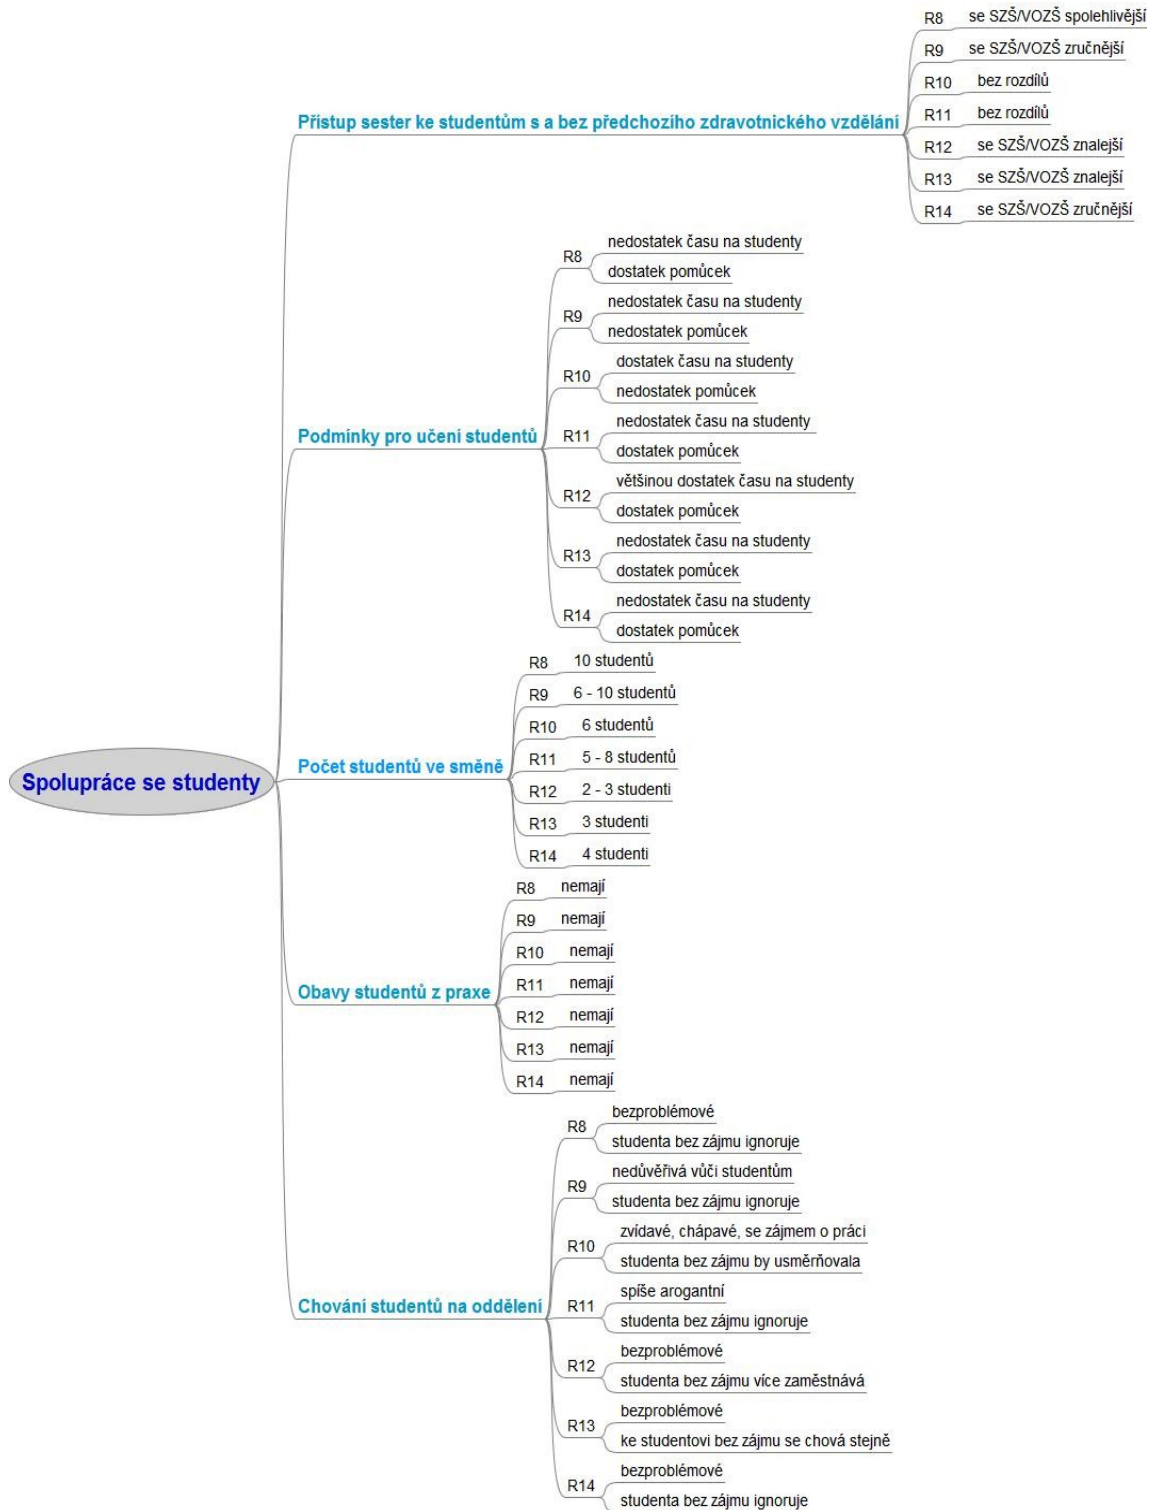 Spolupráce se studenty
Přístup sester ke studentům s a bez předchozího zdravotnického vzdělání
R8 se SZŠ/VOZŠ spolehlivější
R9 se SZŠ/VOZŠ zručnější
R10 bez rozdílů
R11 bez rozdílů
R12 se SZŠ/VOZŠ znalejší
R13 se SZŠ/VOZŠ znalejší
R14 se SZŠ/VOZŠ zručnější
Podmínky pro učení studentů
R8
nedostatek času na studenty
dostatek pomůcek
R9
nedostatek času na studenty
nedostatek pomůcek
R10
dostatek času na studenty
nedostatek pomůcek
R11
nedostatek času na studenty
dostatek pomůcek
R12
většinou dostatek času na studenty
dostatek pomůcek
R13
nedostatek času na studenty
dostatek pomůcek
R14
nedostatek času na studenty
dostatek pomůcek
Počet studentů ve směně
R8 10 studentů
R9 6 - 10 studentů
R10 6 studentů
R11 5 - 8 studentů
R12 2 - 3 studenti
R13 3 studenti
R14 4 studenti
Obavy studentů z praxe
R8 nemají
R9 nemají
R10 nemají
R11 nemají
R12 nemají
R13 nemají
R14 nemají
Chování studentů na oddělení
R8
bezproblémové
studenta bez zájmu ignoruje
R9
nedůvěřivá vůči studentům
studenta bez zájmu ignoruje
R10
zvídavé, chápavé, se zájmem o práci
studenta bez zájmu by usměrňovala
R11
spíše arogantní
studenta bez zájmu ignoruje
R12
bezproblémové
studenta bez zájmu více zaměstnává
R13
bezproblémové
ke studentovi bez zájmu se chová stejně
R14
bezproblémové
studenta bez zájmu ignoruje